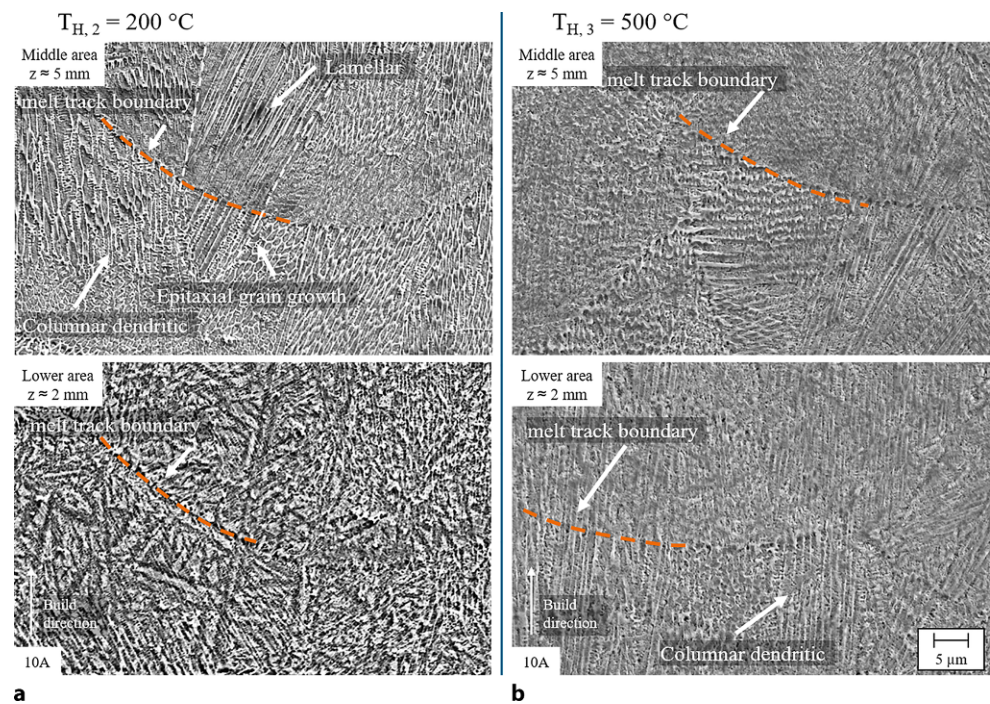 T_H, 2 = 200 °C
Middle area
z ≈ 5 mm
melt track boundary
Lamellar
Epitaxial grain growth
Columnar dendritic
Lower area
z ≈ 2 mm
melt track boundary
Build
direction
10A
a
T_H, 3 = 500 °C
Middle area
z ≈ 5 mm
melt track boundary
Lower area
z ≈ 2 mm
melt track boundary
Build
direction
Columnar dendritic
10A
5 µm
b